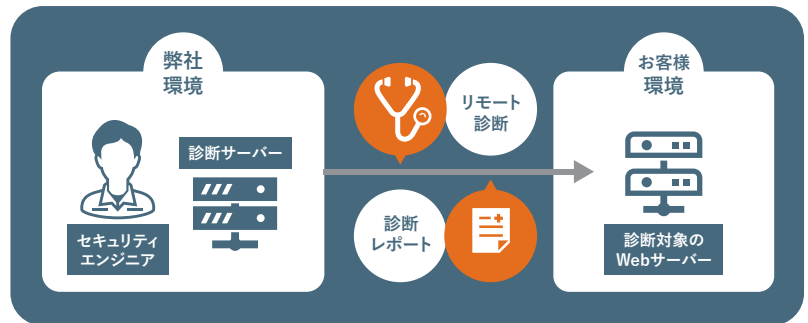 弊社
環境
診断サーバー
セキュリティ
エンジニア
リモート
診断
診断
レポート
お客様
環境
診断対象の
Webサーバー